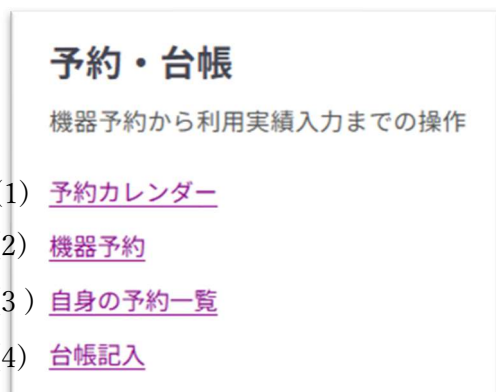 予約・台帳
機器予約から利用実績入力までの操作
(1) 予約カレンダー
2) 機器予約
3 ) 自身の予約一覧
4) 台帳記入